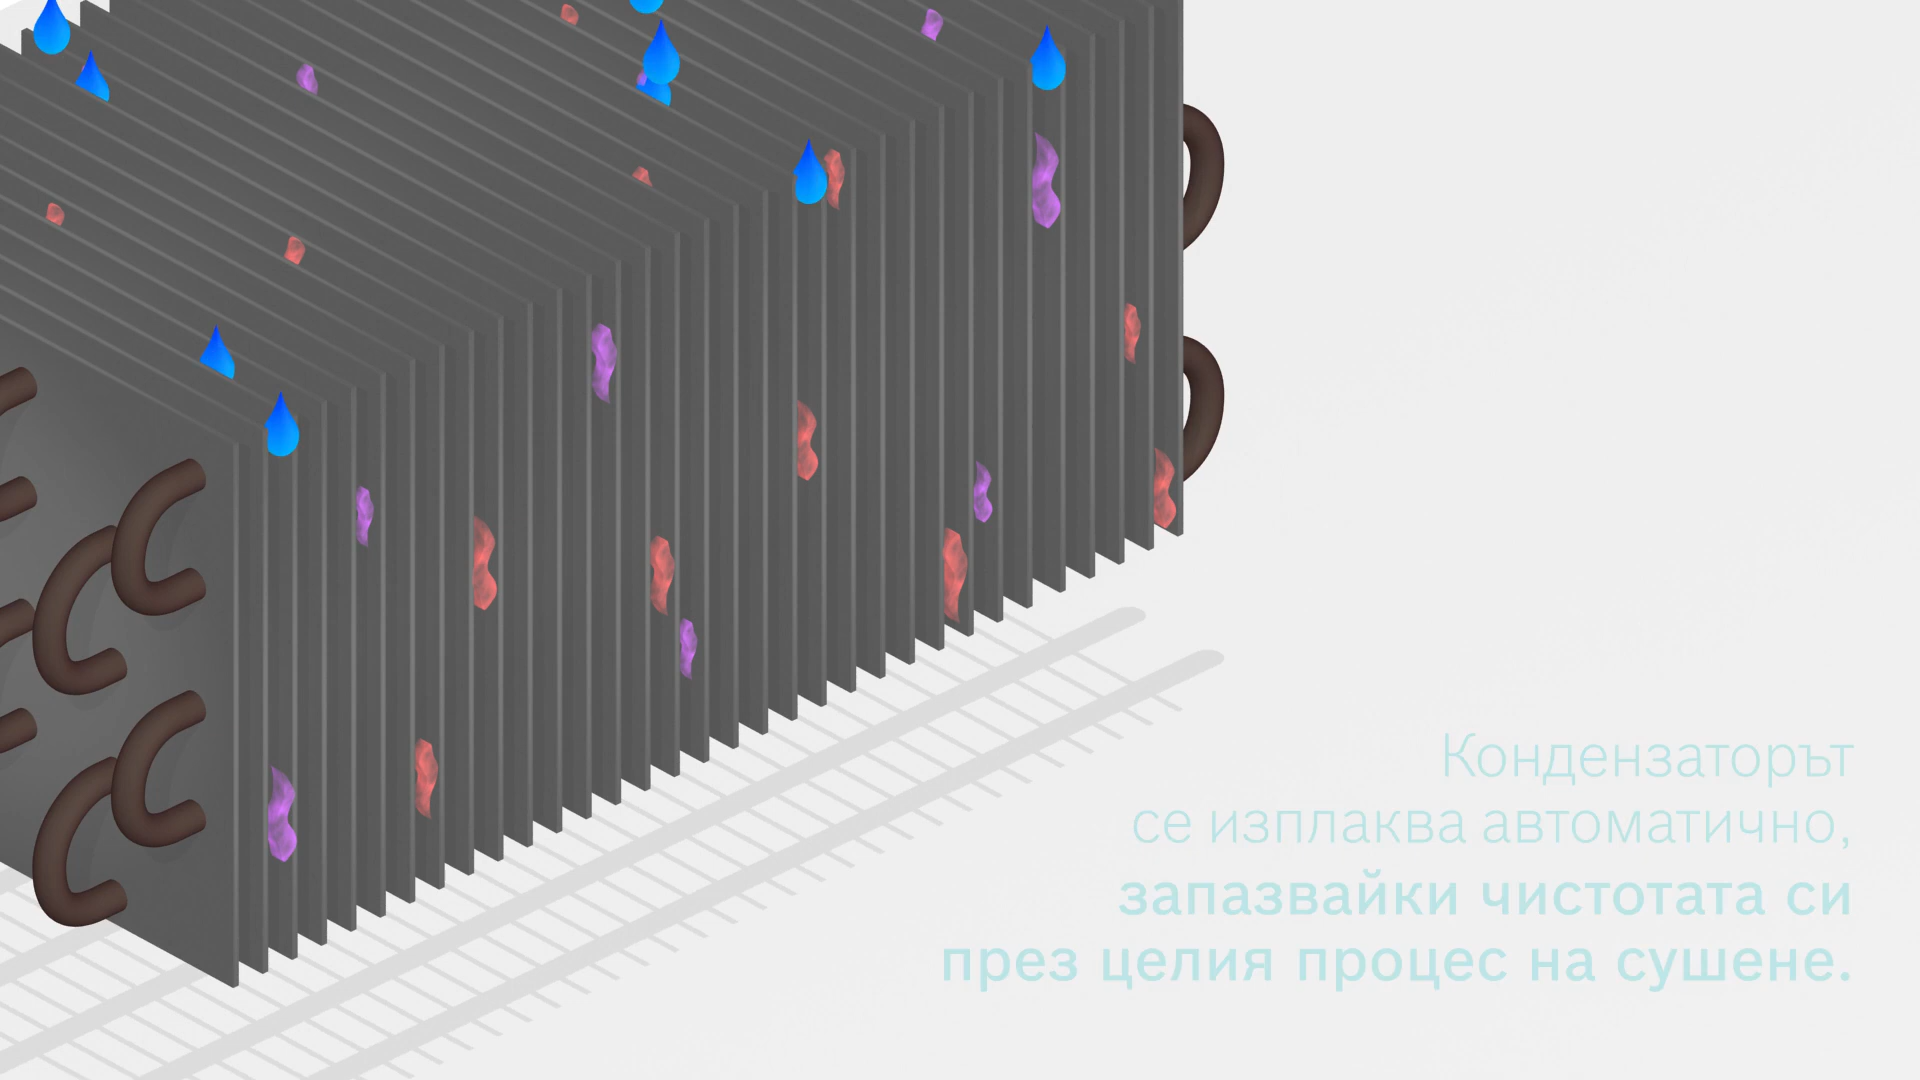 Кондензаторът
се изплаква автоматично,
запазвайки чистотата си
през целия процес на сушене.